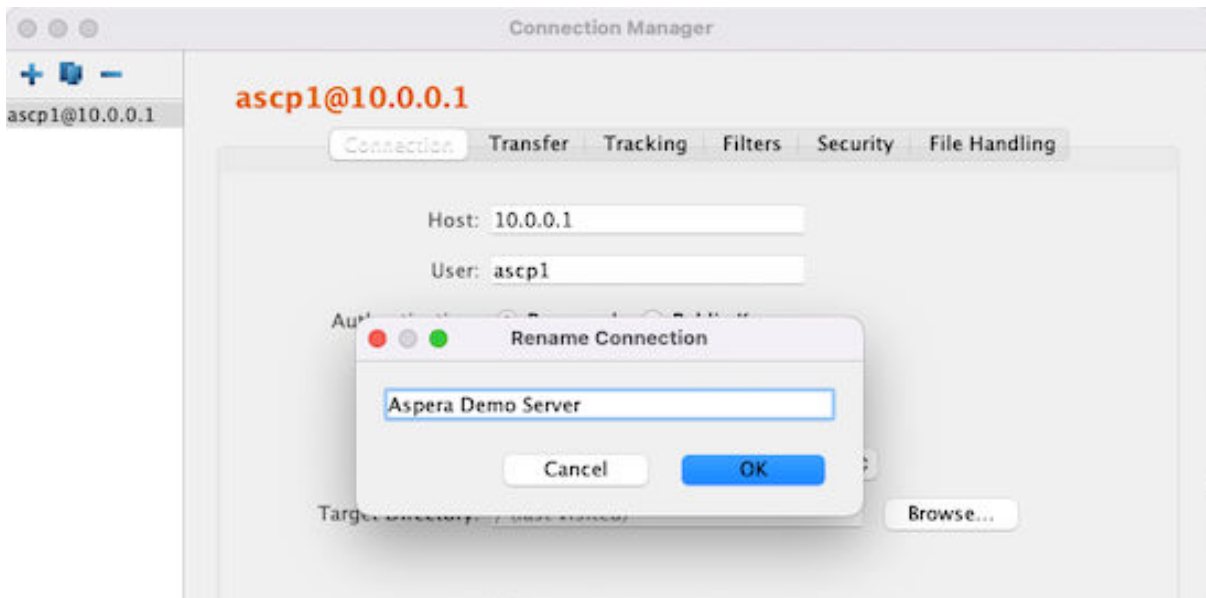 Connection Manager
ascp1@10.0.0.1
ascp1@10.0.0.1
Connection Transfer Tracking Filters Security File Handling
Host: 10.0.0.1
User: ascp1
Rename Connection
Aspera Demo Server
Cancel OK
Browse...